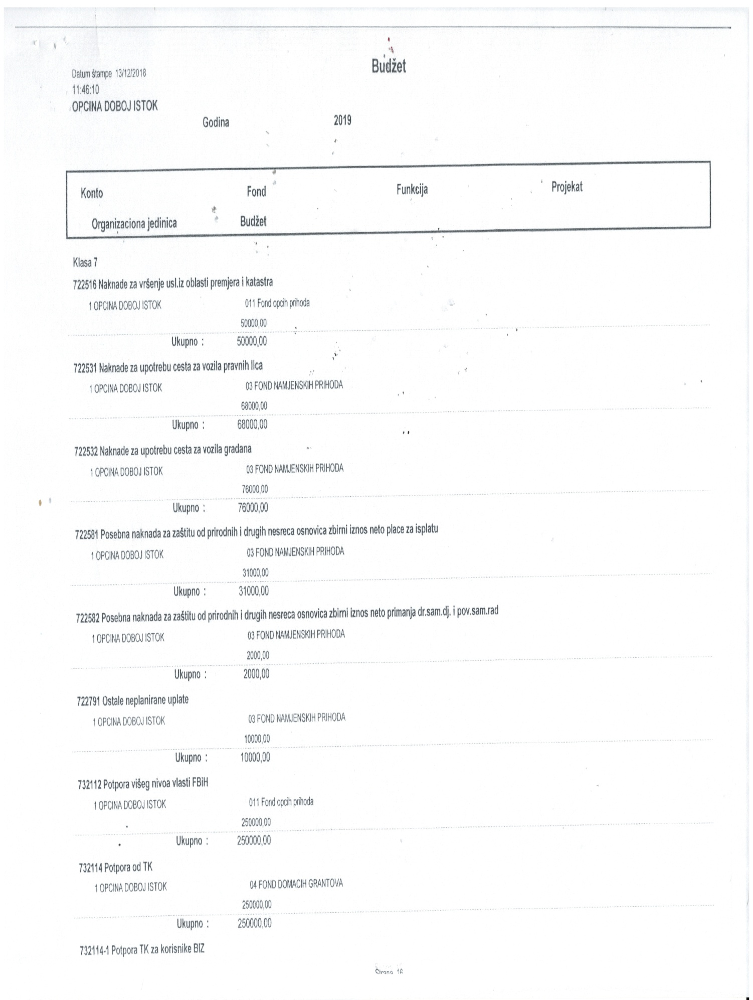 Budžet
Datum štampe 13/12/2018
11:46:10
OPCINA DOBOJ ISTOK
Godina 2019
Konto Fond Funkcija Projekat
Organizaciona jedinica Budžet
Klasa 7
722516 Naknade za vršenje usl.iz oblasti premjera i katastra
1 OPCINA DOBOJ ISTOK 011 Fond opcih prihoda
50000,00
Ukupno : 50000,00
722531 Naknade za upotrebu cesta za vozila pravnih lica
1 OPCINA DOBOJ ISTOK 03 FOND NAMJENSKIH PRIHODA
68000,00
Ukupno : 68000,00
722532 Naknade za upotrebu cesta za vozila gradana
1 OPCINA DOBOJ ISTOK 03 FOND NAMJENSKIH PRIHODA
76000,00
Ukupno : 76000,00
722581 Posebna naknada za zaštitu od prirodnih i drugih nesreca osnovica zbirni iznos neto place za isplatu
1 OPCINA DOBOJ ISTOK 03 FOND NAMJENSKIH PRIHODA
31000,00
Ukupno : 31000,00
722582 Posebna naknada za zaštitu od prirodnih i drugih nesreca osnovica zbirni iznos neto primanja dr.sam.dj. i pov.sam.rad
1 OPCINA DOBOJ ISTOK 03 FOND NAMJENSKIH PRIHODA
2000,00
Ukupno : 2000,00
722791 Ostale neplanirane uplate
1 OPCINA DOBOJ ISTOK 03 FOND NAMJENSKIH PRIHODA
10000,00
Ukupno : 10000,00
732112 Potpora višeg nivoa vlasti FBiH
1 OPCINA DOBOJ ISTOK 011 Fond opcih prihoda
250000,00
Ukupno : 250000,00
732114 Potpora od TK
1 OPCINA DOBOJ ISTOK 04 FOND DOMACIH GRANTOVA
250000,00
Ukupno : 250000,00
732114-1 Potpora TK za korisnike BIZ
Strana 16